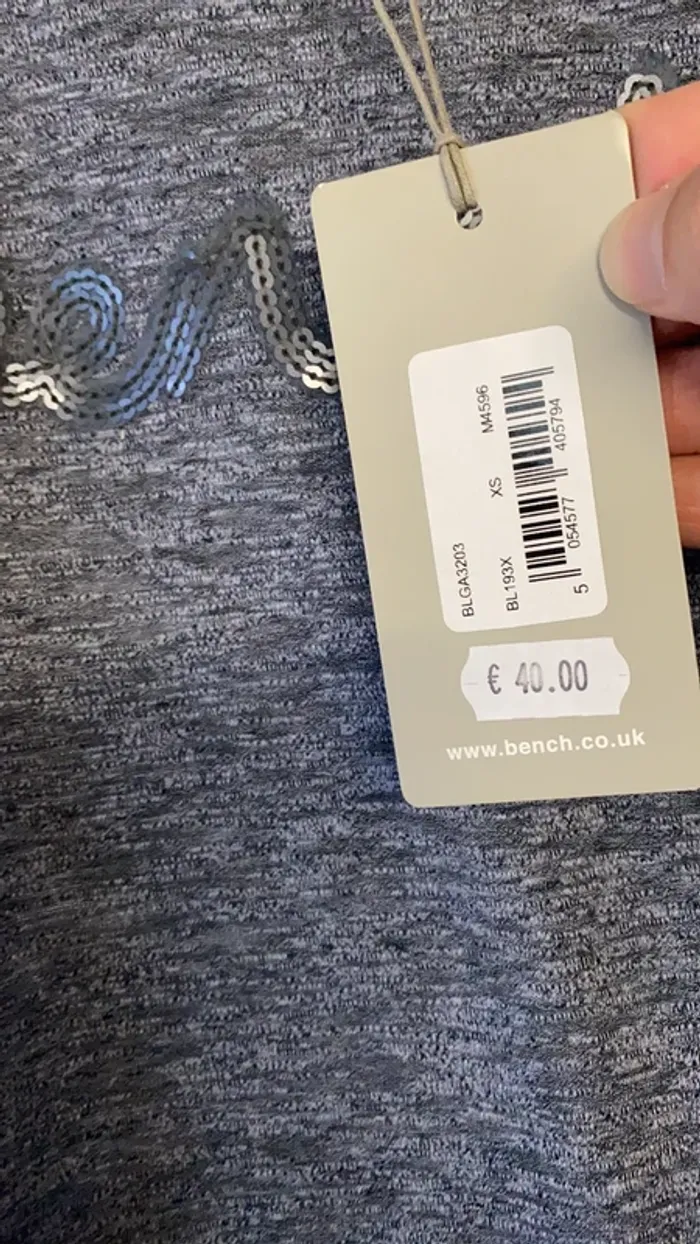 BLGA3203
BL193X XS M4596
5 054577 405794
€ 40.00
www.bench.co.uk